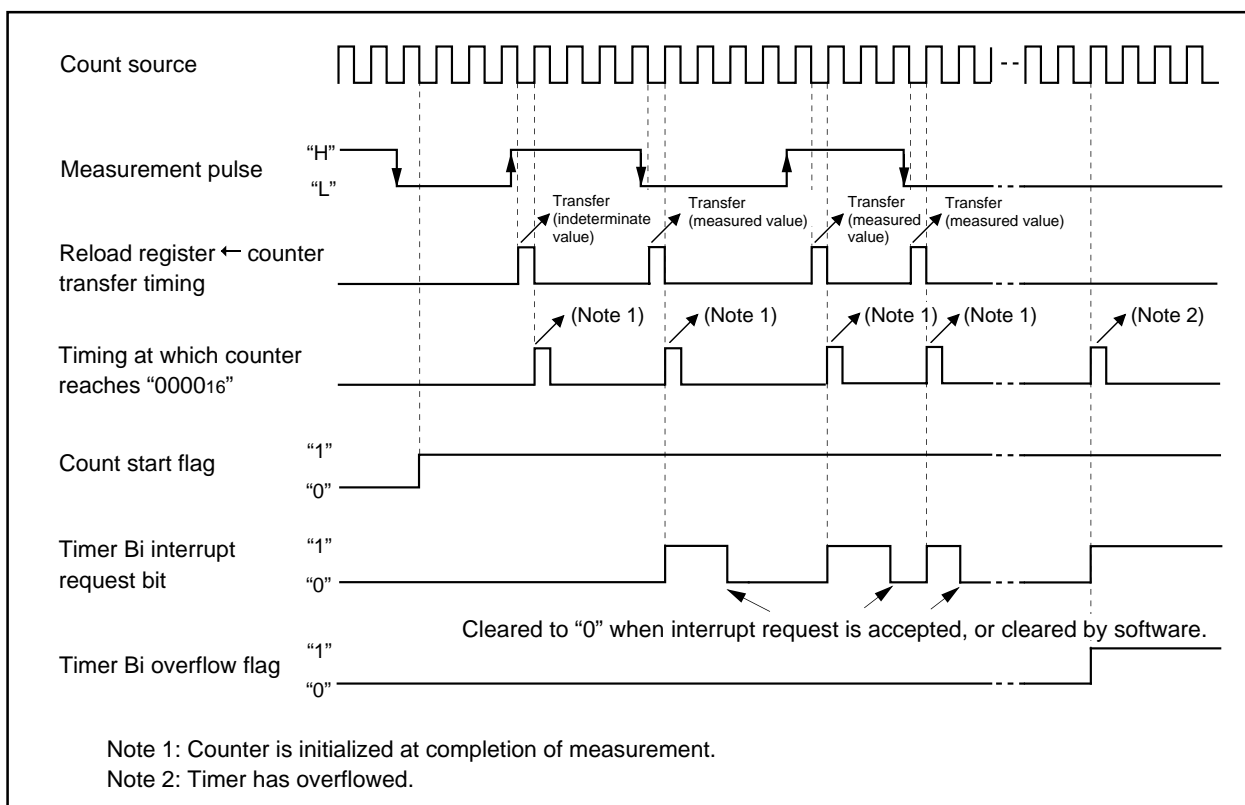 Count source
Measurement pulse
“H”
“L”
Transfer
(indeterminate
value)
Transfer
(measured value)
Transfer
(measured
value)
Transfer
(measured value)
Reload register ← counter
transfer timing
(Note 1)
(Note 1)
(Note 1)
(Note 1)
(Note 2)
Timing at which counter
reaches “000016”
Count start flag
“1”
“0”
Timer Bi interrupt
request bit
“1”
“0”
Cleared to “0” when interrupt request is accepted, or cleared by software.
Timer Bi overflow flag
“1”
“0”
Note 1: Counter is initialized at completion of measurement.
Note 2: Timer has overflowed.